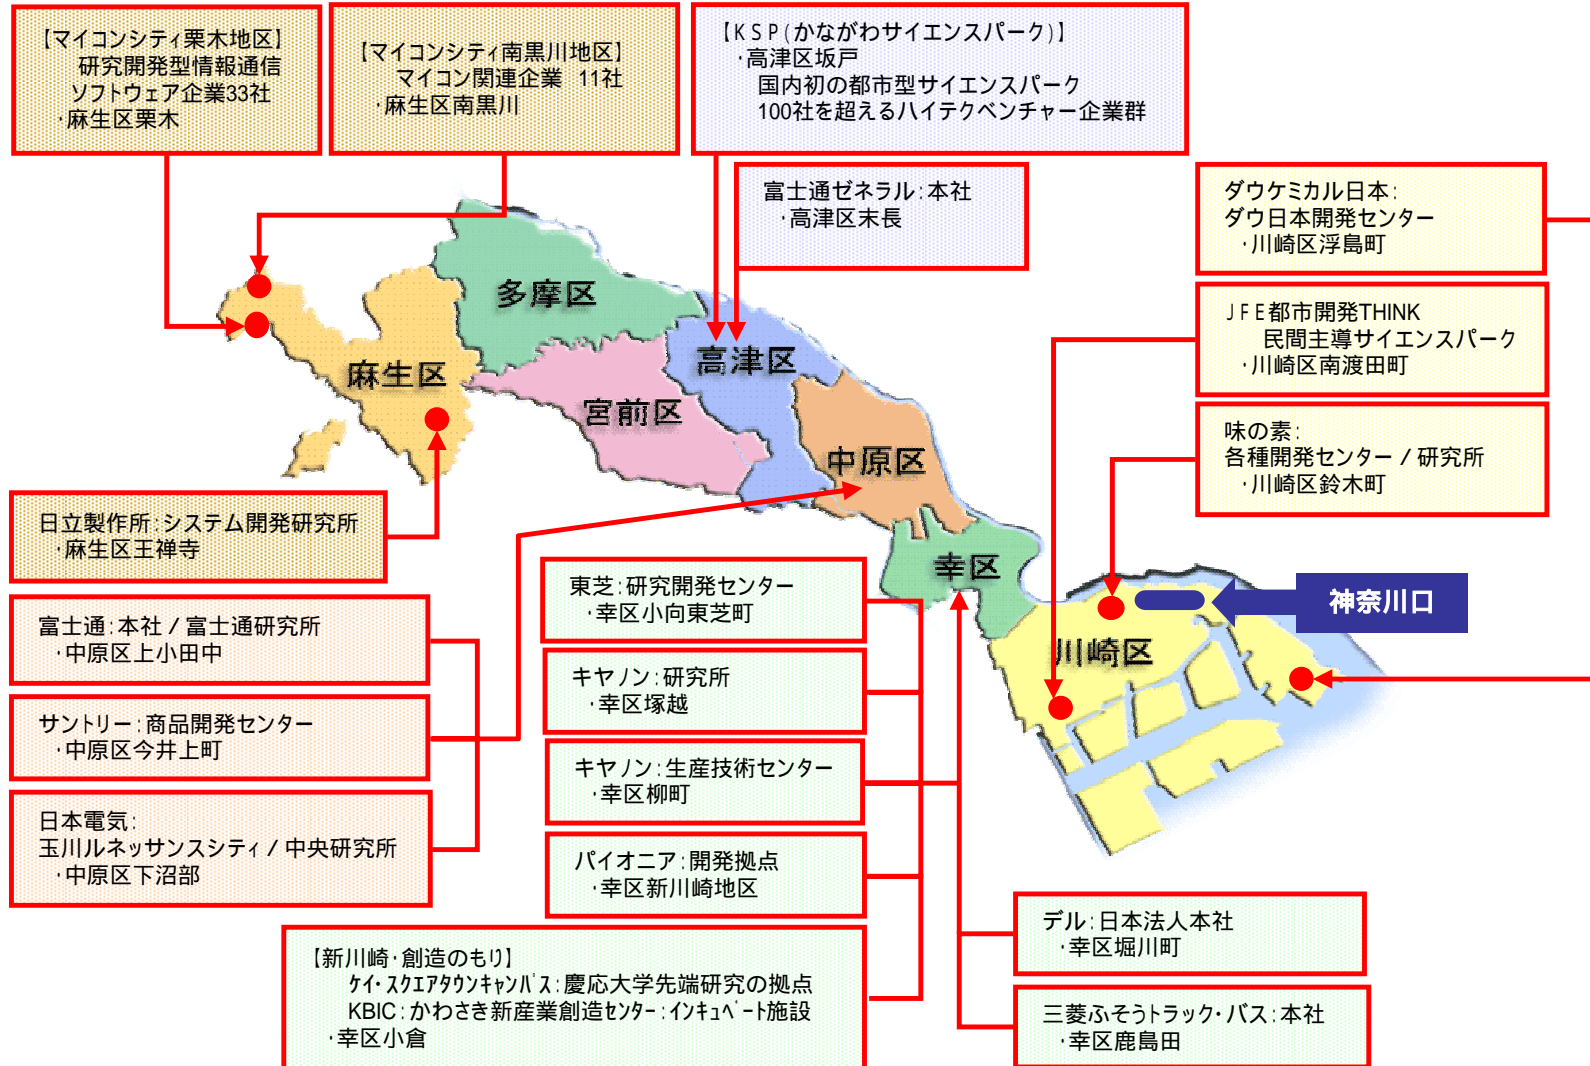 【マイコンシティ栗木地区】
研究開発型情報通信
ソフトウェア企業33社
・麻生区栗木
【マイコンシティ南黒川地区】
マイコン関連企業 11社
・麻生区南黒川
【KSP(かながわサイエンスパーク)】
・高津区坂戸
国内初の都市型サイエンスパーク
100社を超えるハイテクベンチャー企業群
富士通ゼネラル:本社
・高津区末長
ダウケミカル日本:
ダウ日本開発センター
・川崎区浮島町
JFE都市開発THINK
民間主導サイエンスパーク
・川崎区南渡田町
味の素:
各種開発センター/研究所
・川崎区鈴木町
多摩区
麻生区
高津区
宮前区
中原区
幸区
川崎区
神奈川口
日立製作所:システム開発研究所
・麻生区王禅寺
富士通:本社/富士通研究所
・中原区上小田中
サントリー:商品開発センター
・中原区今井上町
日本電気:
玉川ルネッサンスシティ/中央研究所
・中原区下沼部
東芝:研究開発センター
・幸区小向東芝町
キヤノン:研究所
・幸区塚越
キヤノン:生産技術センター
・幸区柳町
パイオニア:開発拠点
・幸区新川崎地区
【新川崎・創造のもり】
ケイ・スクエアタウンキャンパス:慶応大学先端研究の拠点
KBIC:かわさき新産業創造センター:インキュベート施設
・幸区小倉
デル:日本法人本社
・幸区堀川町
三菱ふそうトラック・バス:本社
・幸区鹿島田